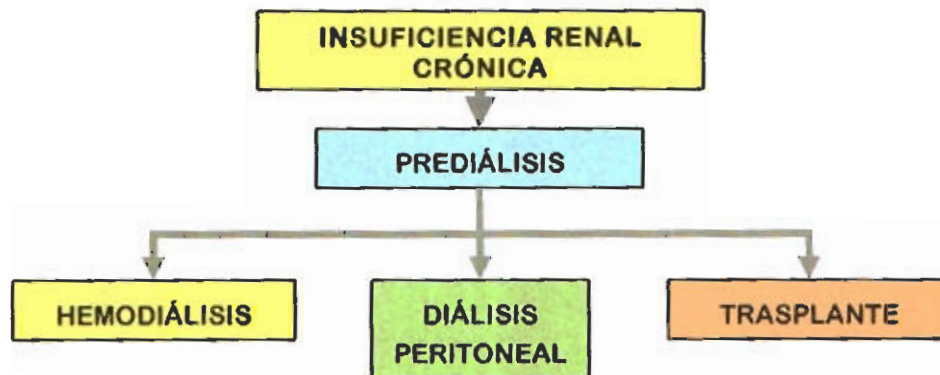 INSUFICIENCIA RENAL
CRÓNICA
PREDIÁLISIS
HEMODIÁLISIS
DIÁLISIS
PERITONEAL
TRASPLANTE